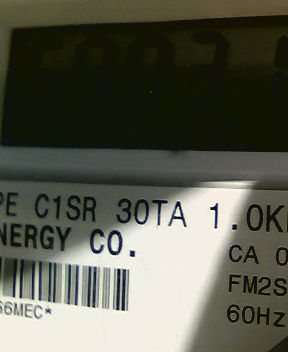 PE C1SR 30TA 1.0K
NERGY CO.
CA 0
FM2S
60Hz
66MEC*